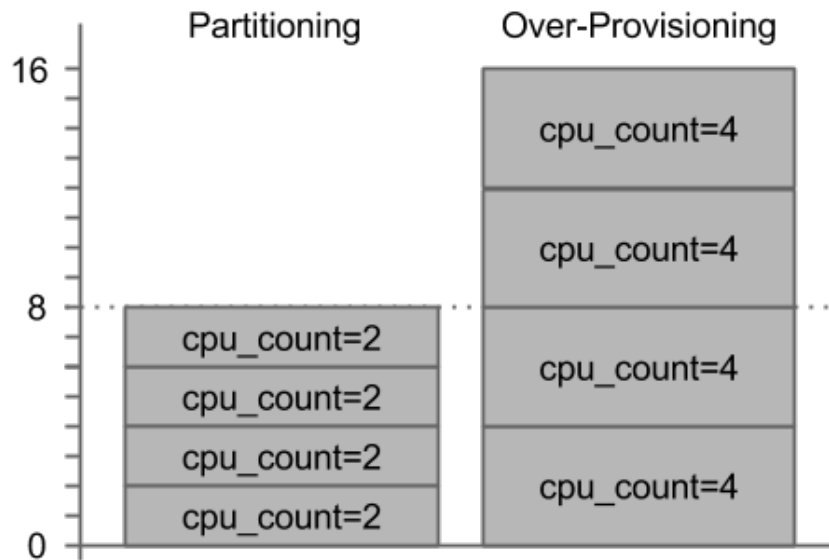 Partitioning
Over-Provisioning
16
cpu_count=4
cpu_count=4
8
cpu_count=2
cpu_count=4
cpu_count=2
cpu_count=2
cpu_count=4
cpu_count=2
0